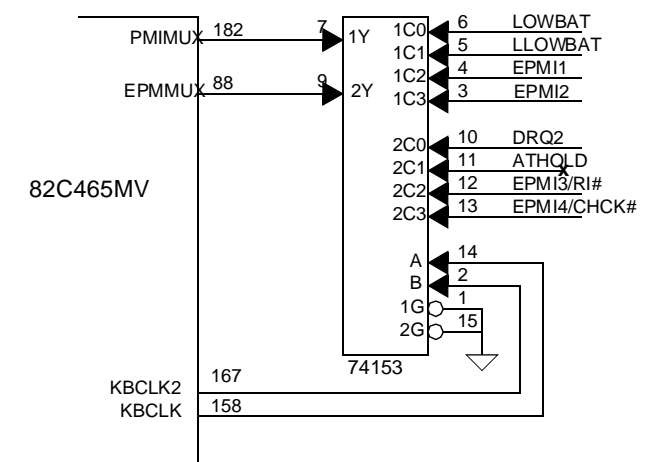 PMIMUX 182 7 1Y 1C0 6 LOWBAT
1C1 5 LLOWBAT
1C2 4 EPMI1
EPMMUX 88 9 2Y 1C3 3 EPMI2
2C0 10 DRQ2
2C1 11 ATHOLD
x
82C465MV 2C2 12 EPMI3/RI#
2C3 13 EPMI4/CHCK#
A 14
B 2
1G 1
2G 15
74153
KBCLK2 167
KBCLK 158